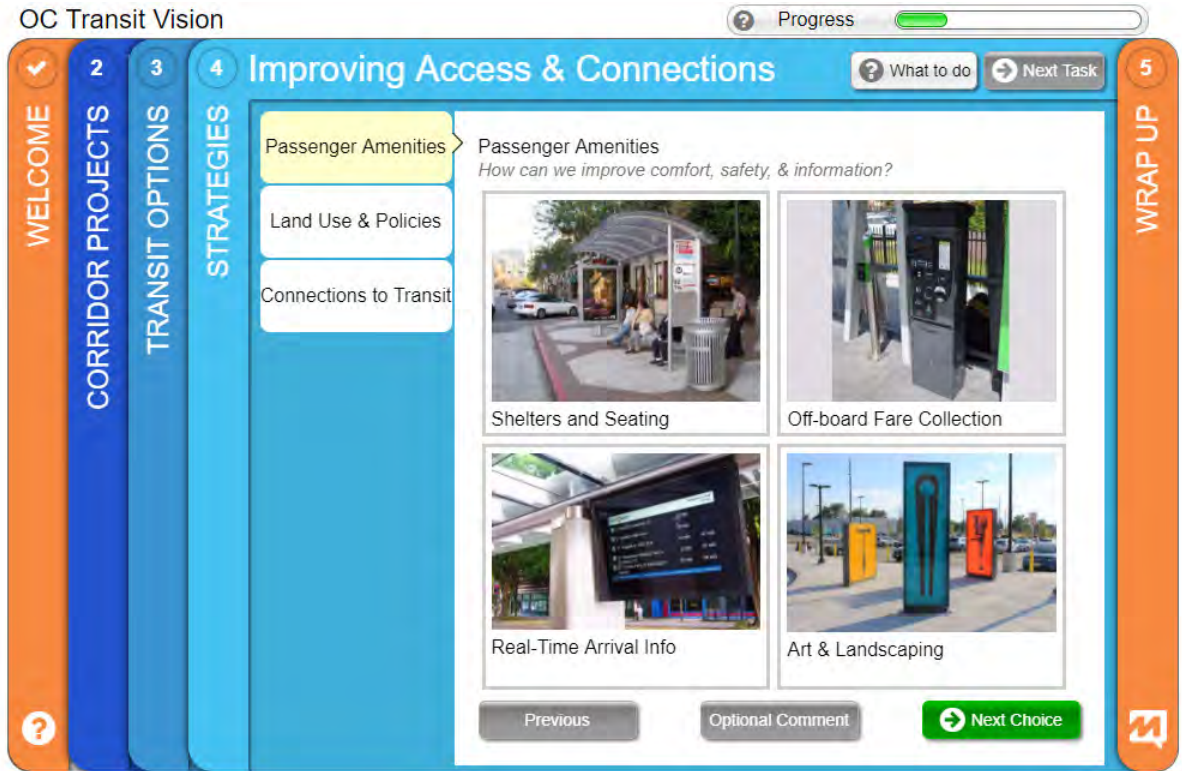 OC Transit Vision
Progress
WELCOME
2
CORRIDOR PROJECTS
3
TRANSIT OPTIONS
4
STRATEGIES
Improving Access & Connections
What to do
Next Task
5
WRAP UP
Passenger Amenities
Land Use & Policies
Connections to Transit
Passenger Amenities
How can we improve comfort, safety, & information?
Shelters and Seating
Off-board Fare Collection
Real-Time Arrival Info
Art & Landscaping
Previous
Optional Comment
Next Choice